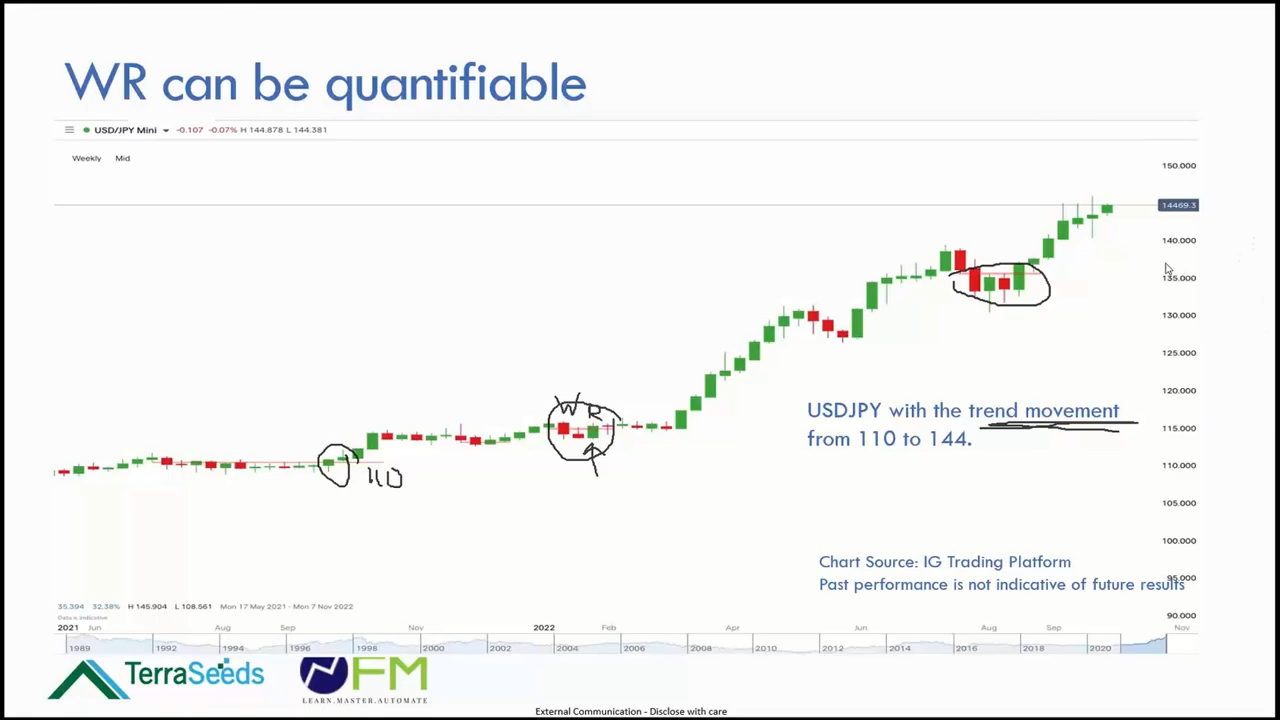 WR can be quantifiable
USD/JPY Mini -0.107 -0.07% H 144.878 L 144.381
Weekly Mid
150.000
14469.3
140.000
135.000
130.000
125.000
120.000
115.000
110.000
105.000
100.000
95.000
90.000
WR
110
USDJPY with the trend movement
from 110 to 144.
Chart Source: IG Trading Platform
Past performance is not indicative of future results
35.394 32.38% H 145.904 L 108.561 Mon 17 May 2021 - Mon 7 Nov 2022
Data is indicative
2021 Jun Aug Sep Nov 2022 Feb Apr Jun Aug Sep Nov
1989 1992 1994 1996 1998 2000 2002 2004 2006 2008 2010 2012 2014 2016 2018 2020
TerraSeeds
NFM
LEARN.MASTER.AUTOMATE
External Communication - Disclose with care